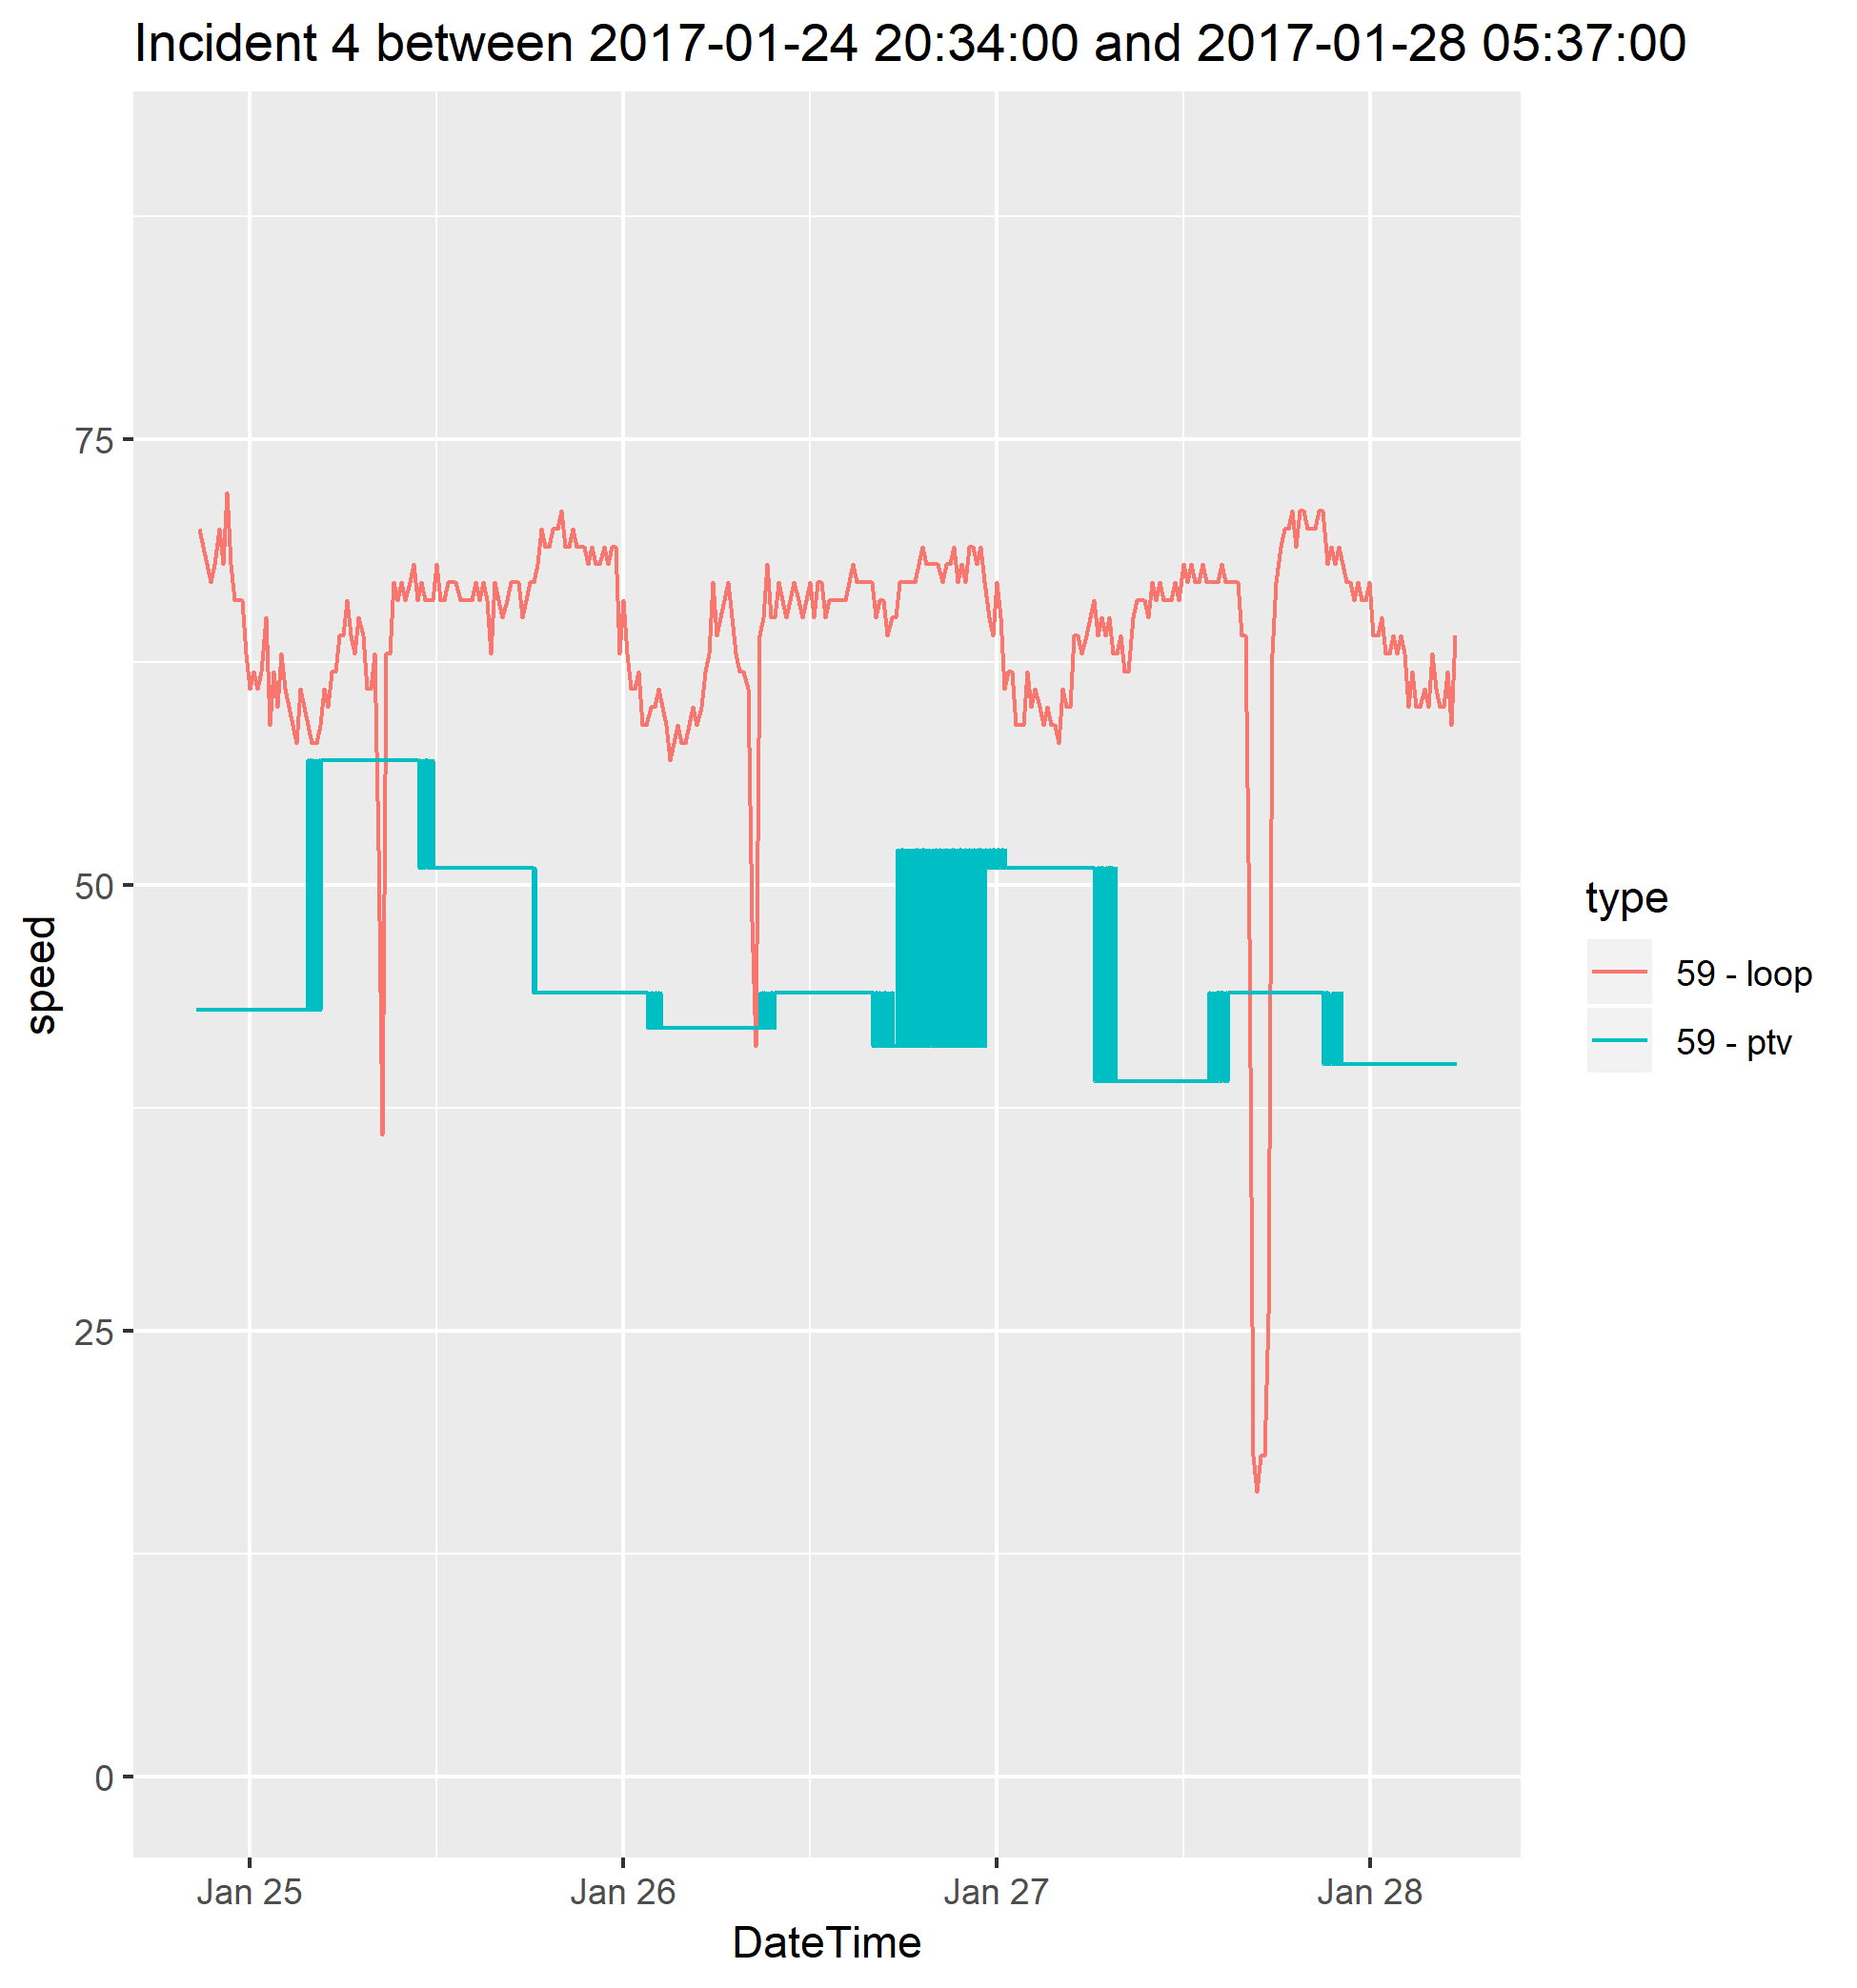 Incident 4 between 2017-01-24 20:34:00 and 2017-01-28 05:37:00
75
50
25
0
speed
Jan 25
Jan 26
Jan 27
Jan 28
DateTime
type
59 - loop
59 - ptv